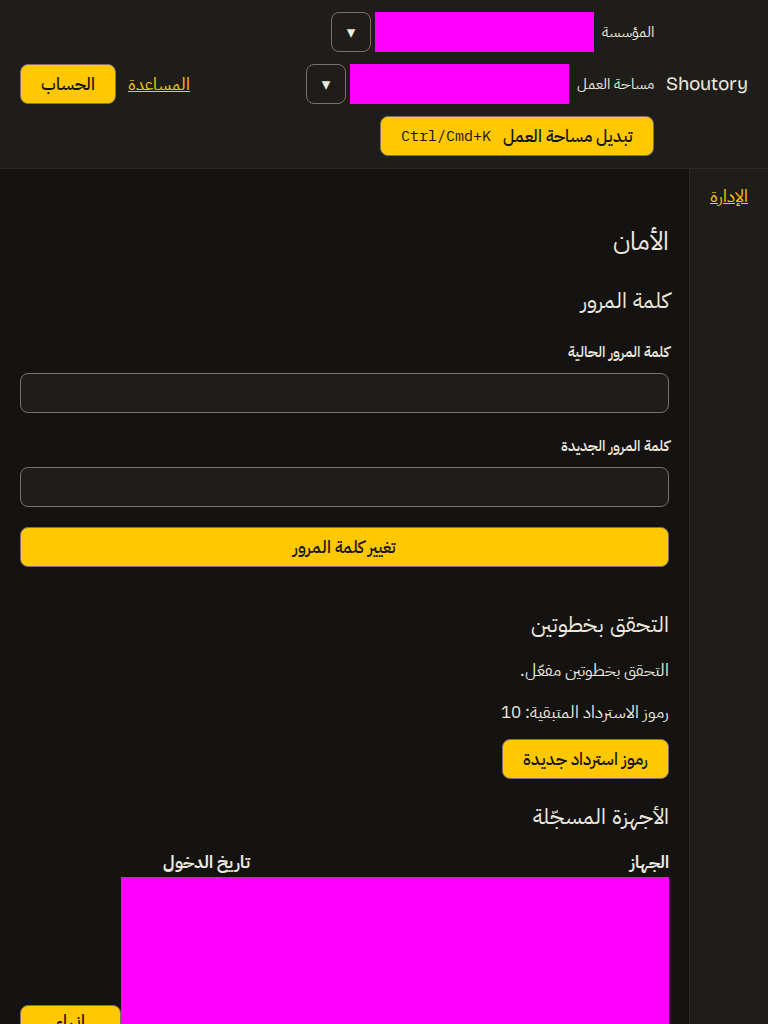 المؤسسة
▼
Shoutory
مساحة العمل
▼
المساعدة
الحساب
تبديل مساحة العمل Ctrl/Cmd+K
الإدارة
الأمان
كلمة المرور
كلمة المرور الحالية
كلمة المرور الجديدة
تغيير كلمة المرور
التحقق بخطوتين
التحقق بخطوتين مفعّل.
رموز الاسترداد المتبقية: 10
رموز استرداد جديدة
الأجهزة المسجّلة
الجهاز تاريخ الدخول